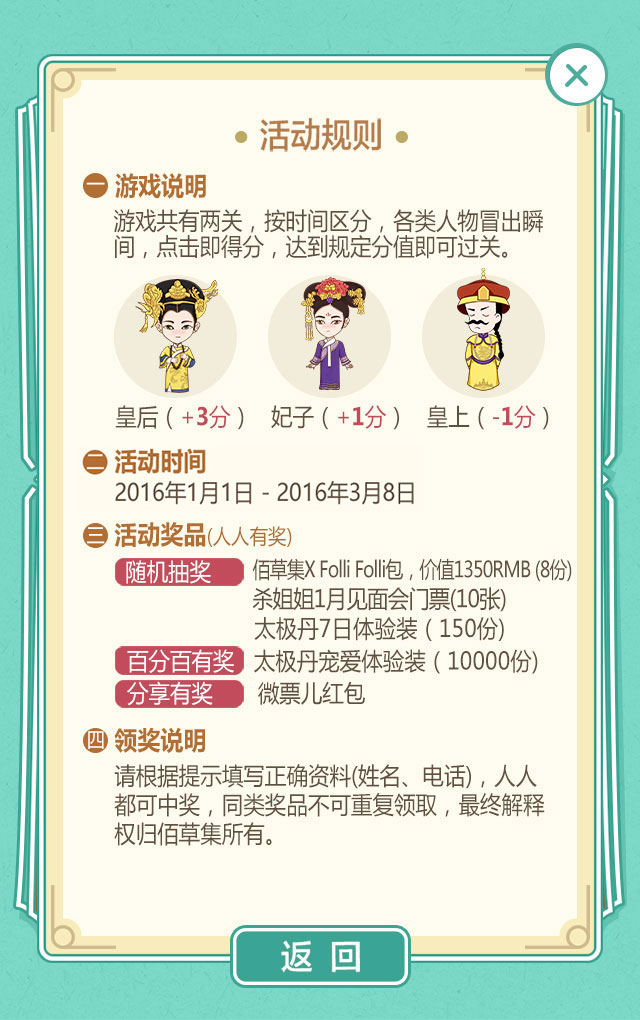 活动规则
一 游戏说明
游戏共有两关，按时间区分，各类人物冒出瞬
间，点击即得分，达到规定分值即可过关。
皇后（+3分） 妃子（+1分） 皇上（-1分）
二 活动时间
2016年1月1日 - 2016年3月8日
三 活动奖品(人人有奖)
随机抽奖 佰草集X Folli Folli包，价值1350RMB (8份)
杀姐姐1月见面会门票(10张)
太极丹7日体验装（150份)
百分百有奖 太极丹宠爱体验装（10000份)
分享有奖 微票儿红包
四 领奖说明
请根据提示填写正确资料(姓名、电话)，人人
都可中奖，同类奖品不可重复领取，最终解释
权归佰草集所有。
返回